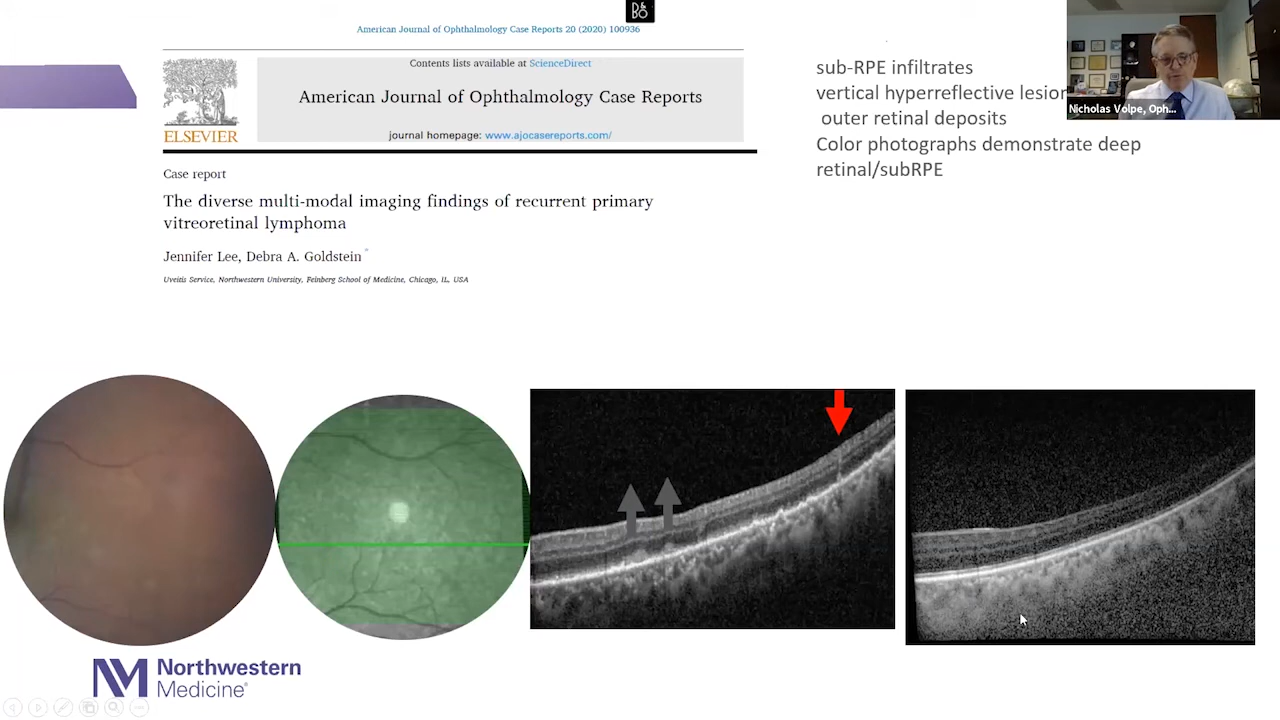 B&O
American Journal of Ophthalmology Case Reports 20 (2020) 100936
Contents lists available at ScienceDirect
American Journal of Ophthalmology Case Reports
journal homepage: www.ajocasereports.com/
ELSEVIER
Case report
The diverse multi-modal imaging findings of recurrent primary
vitreoretinal lymphoma
Jennifer Lee, Debra A. Goldstein *
Uveitis Service, Northwestern University, Feinberg School of Medicine, Chicago, IL, USA
sub-RPE infiltrates
vertical hyperreflective lesion
outer retinal deposits
Color photographs demonstrate deep
retinal/subRPE
Nicholas Volpe, Oph...
NM Northwestern
Medicine®